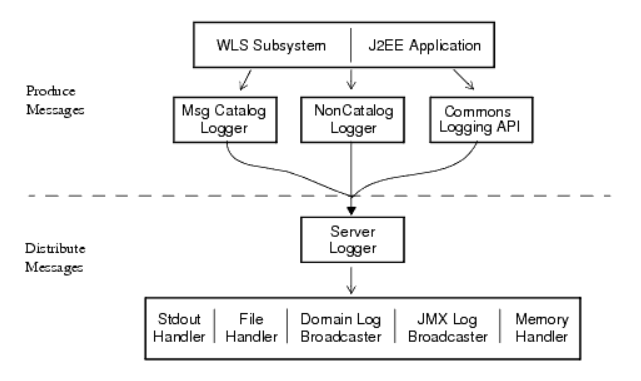 WLS Subsystem
J2EE Application
Produce
Messages
Msg Catalog
Logger
NonCatalog
Logger
Commons
Logging API
Distribute
Messages
Server
Logger
Stdout
Handler
File
Handler
Domain Log
Broadcaster
JMX Log
Broadcaster
Memory
Handler